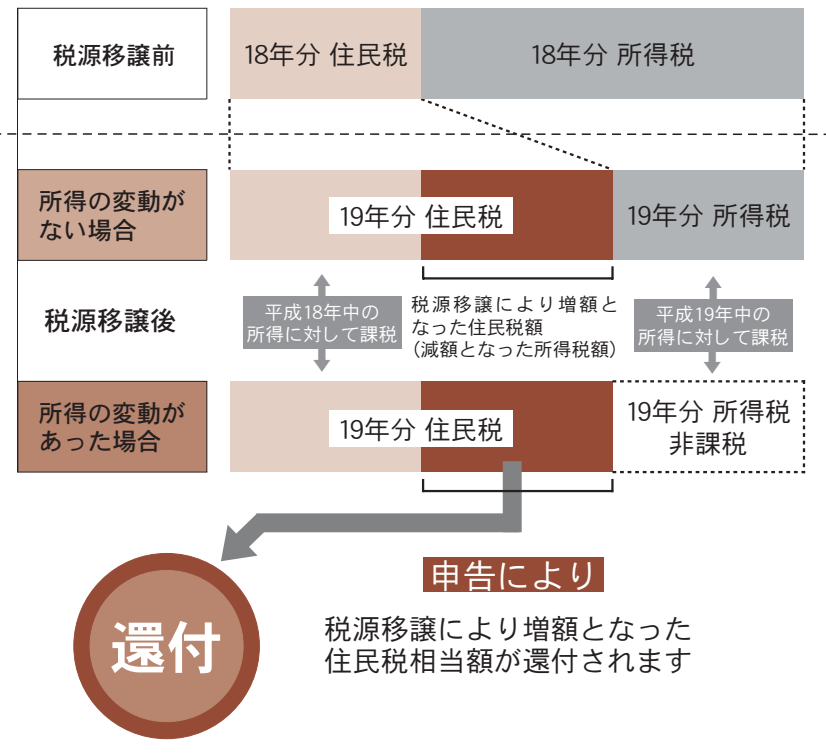 税源移譲前
18年分 住民税
18年分 所得税
所得の変動が
ない場合
19年分 住民税
19年分 所得税
税源移譲後
平成18年中の
所得に対して課税
税源移譲により増額と
なった住民税額
(減額となった所得税額)
平成19年中の
所得に対して課税
所得の変動が
あった場合
19年分 住民税
19年分 所得税
非課税
還付
申告により
税源移譲により増額となった
住民税相当額が還付されます